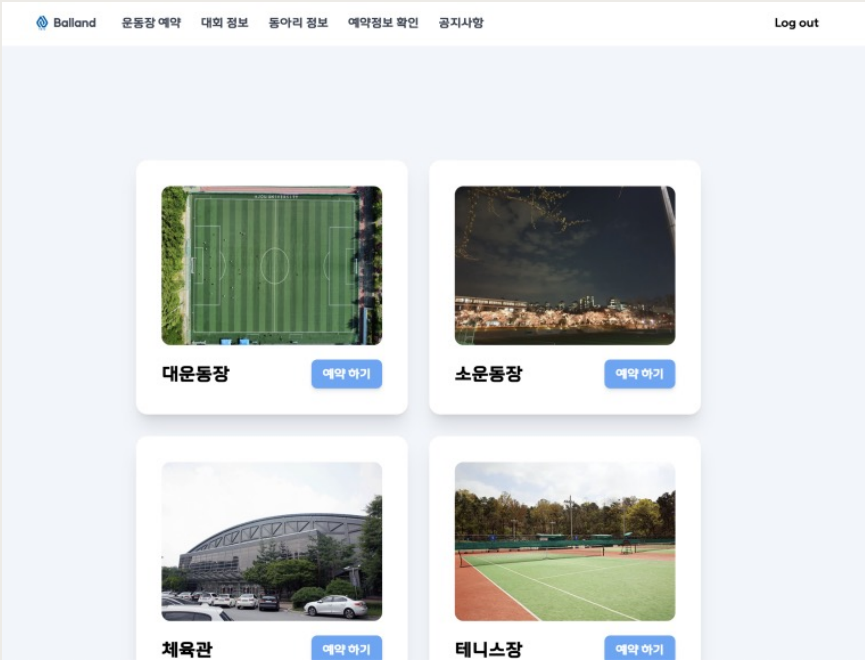 Balland 운동장 예약 대회 정보 동아리 정보 예약정보 확인 공지사항 Log out
대운동장 예약 하기
소운동장 예약 하기
체육관 예약 하기
테니스장 예약 하기